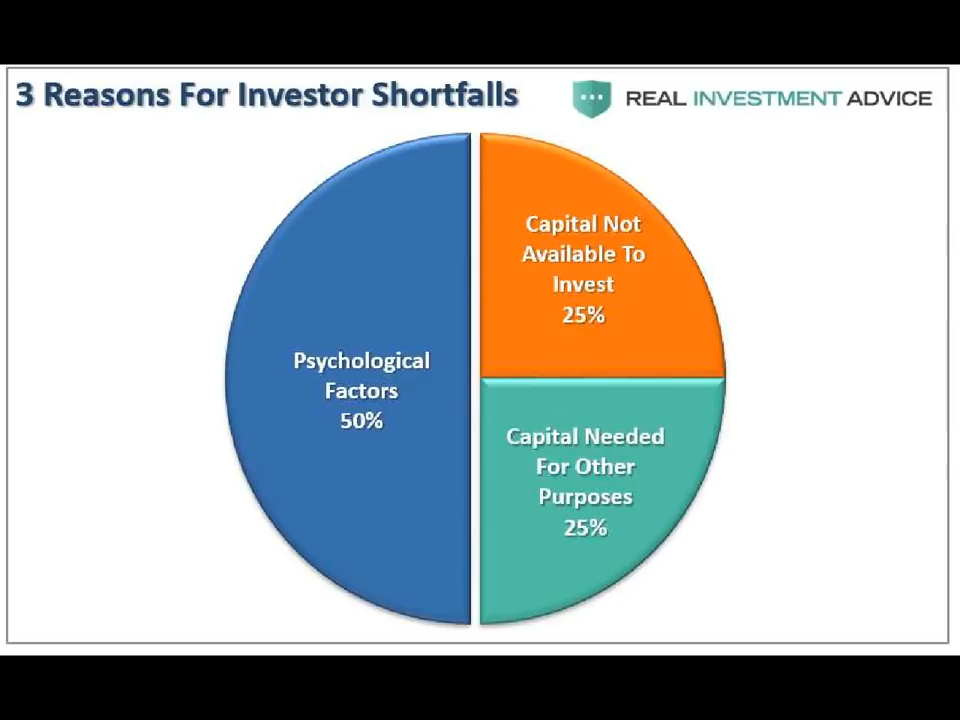 3 Reasons For Investor Shortfalls
REAL INVESTMENT ADVICE
Capital Not
Available To
Invest
25%
Psychological
Factors
50%
Capital Needed
For Other
Purposes
25%